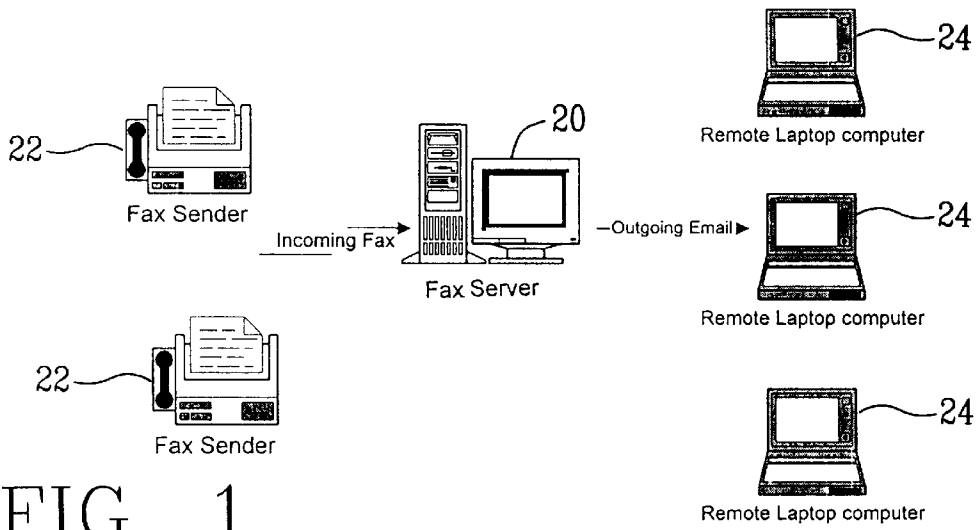 24
Remote Laptop computer
22
Fax Sender
20
Incoming Fax
Fax Server
Outgoing Email
24
Remote Laptop computer
22
Fax Sender
24
Remote Laptop computer
FIG. 1